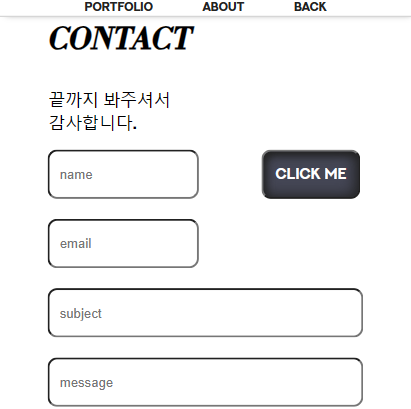 PORTFOLIO ABOUT BACK
CONTACT
끝까지 봐주셔서
감사합니다.
name CLICK ME
email
subject
message